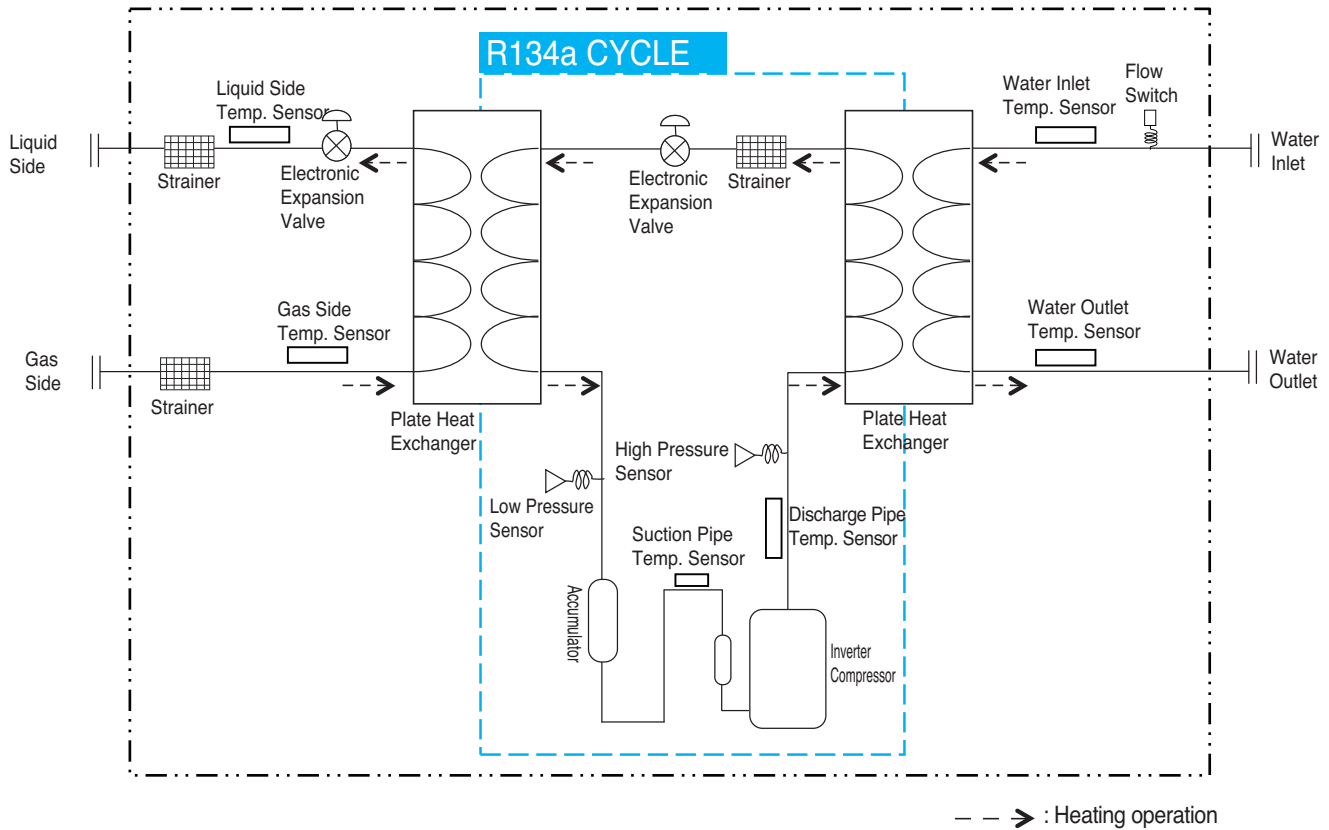 R134a CYCLE
Liquid Side
Temp. Sensor
Water Inlet
Temp. Sensor
Flow
Switch
Liquid
Side
Strainer
Electronic
Expansion
Valve
Electronic
Expansion
Valve
Strainer
Water
Inlet
Gas Side
Temp. Sensor
Water Outlet
Temp. Sensor
Gas
Side
Strainer
Plate Heat
Exchanger
Plate Heat
Exchanger
Water
Outlet
High Pressure
Sensor
Low Pressure
Sensor
Discharge Pipe
Temp. Sensor
Suction Pipe
Temp. Sensor
Accumulator
Inverter
Compressor
: Heating operation